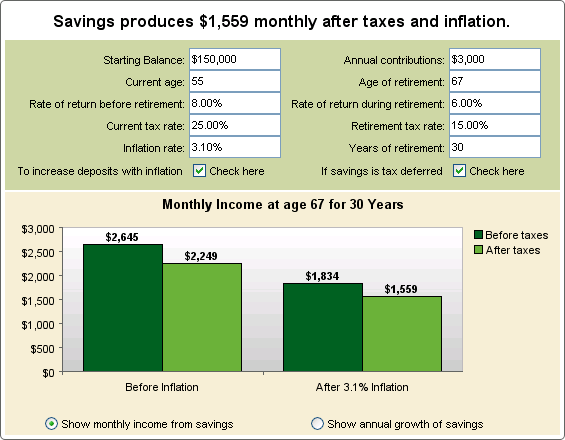 Savings produces $1,559 monthly after taxes and inflation.
Starting Balance: $150,000 Annual contributions: $3,000
Current age: 55 Age of retirement: 67
Rate of return before retirement: 8.00% Rate of return during retirement: 6.00%
Current tax rate: 25.00% Retirement tax rate: 15.00%
Inflation rate: 3.10% Years of retirement: 30
To increase deposits with inflation Check here If savings is tax deferred Check here
Monthly Income at age 67 for 30 Years
$3,000
$2,500
$2,000
$1,500
$1,000
$500
$0
$2,645
$2,249
$1,834
$1,559
Before taxes
After taxes
Before Inflation After 3.1% Inflation
Show monthly income from savings Show annual growth of savings